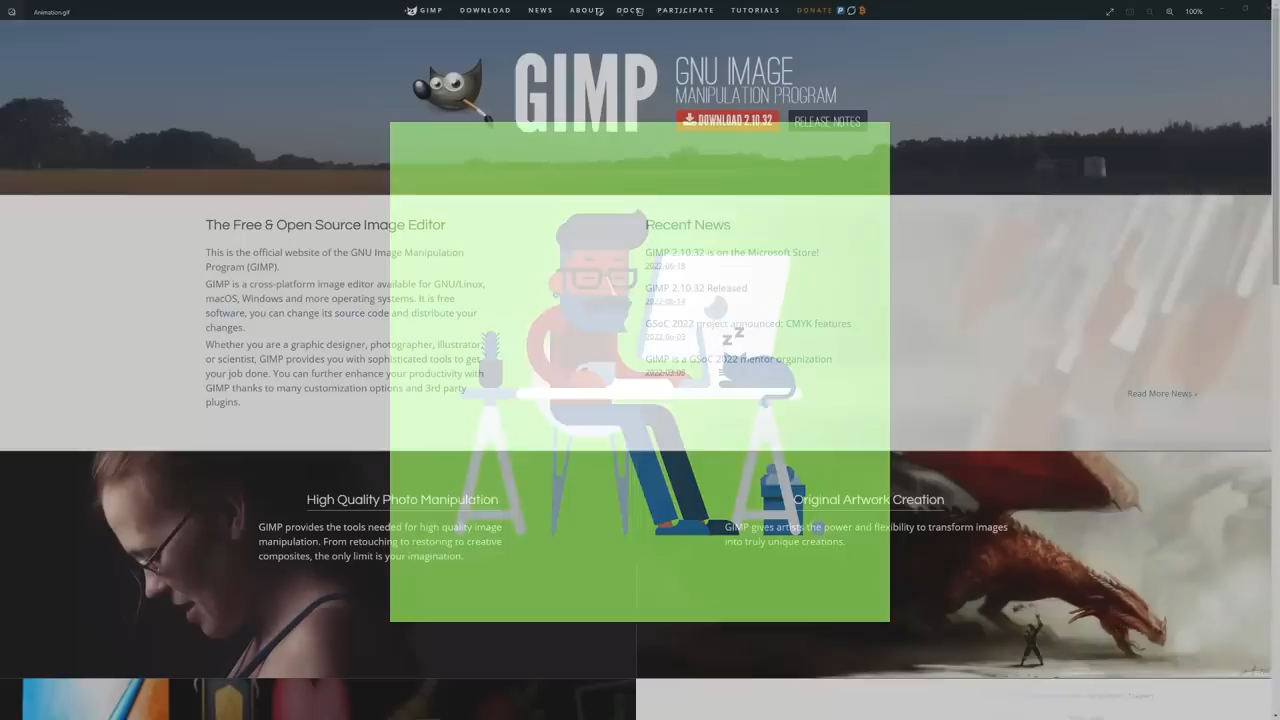 Animation.gif
GIMP DOWNLOAD NEWS ABOUT DOCS PARTICIPATE TUTORIALS DONATE
100%
GIMP
GNU IMAGE
MANIPULATION PROGRAM
DOWNLOAD 2.10.32
RELEASE NOTES
The Free & Open Source Image Editor
This is the official website of the GNU Image Manipulation
Program (GIMP).
GIMP is a cross-platform image editor available for GNU/Linux,
macOS, Windows and more operating systems. It is free
software, you can change its source code and distribute your
changes.
Whether you are a graphic designer, photographer, illustrator,
or scientist, GIMP provides you with sophisticated tools to get
your job done. You can further enhance your productivity with
GIMP thanks to many customization options and 3rd party
plugins.
Recent News
GIMP 2.10.32 is on the Microsoft Store!
2022-06-18
GIMP 2.10.32 Released
2022-06-14
GSoC 2022 project announced: CMYK features
GIMP is a GSoC 2022 mentor organization
2022-03-08
z z
Read More News ›
High Quality Photo Manipulation
GIMP provides the tools needed for high quality image
manipulation. From retouching to restoring to creative
composites, the only limit is your imagination.
Original Artwork Creation
GIMP gives artists the power and flexibility to transform images
into truly unique creations.